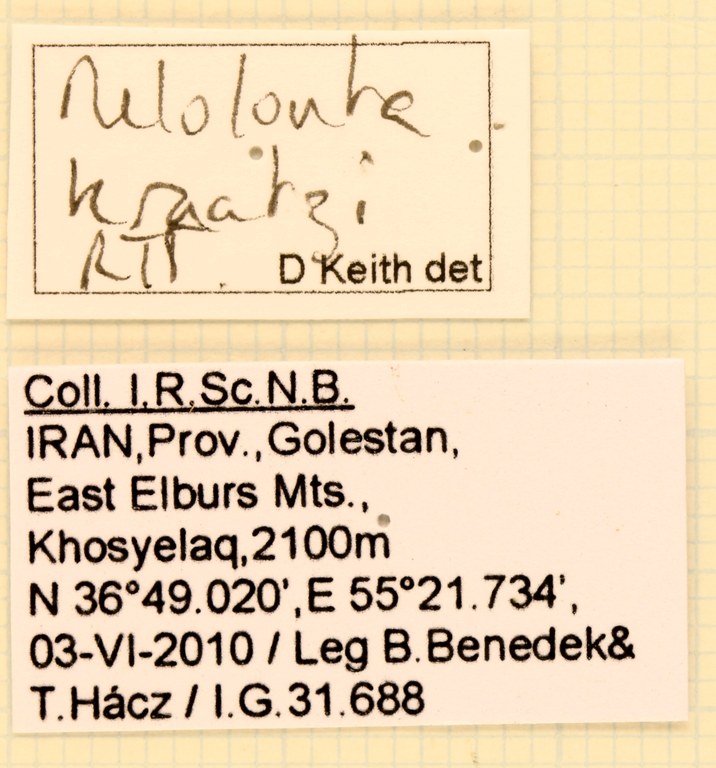 Melolontha
kraatzi
RTT.
D Keith det
Coll. I.R.Sc.N.B.
IRAN,Prov.,Golestan,
East Elburs Mts.,
Khosyelaq,2100m
N 36°49.020',E 55°21.734',
03-VI-2010 / Leg B.Benedek&
T.Hácz / I.G.31.688